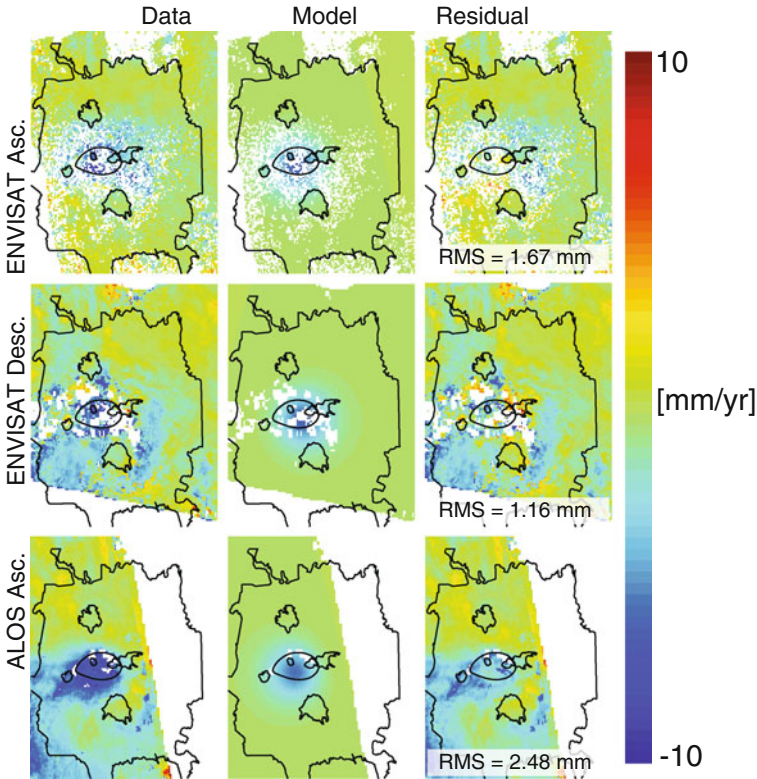 Data Model Residual
10
ENVISAT Asc.
RMS = 1.67 mm
ENVISAT Desc.
[mm/yr]
RMS = 1.16 mm
ALOS Asc.
RMS = 2.48 mm
-10